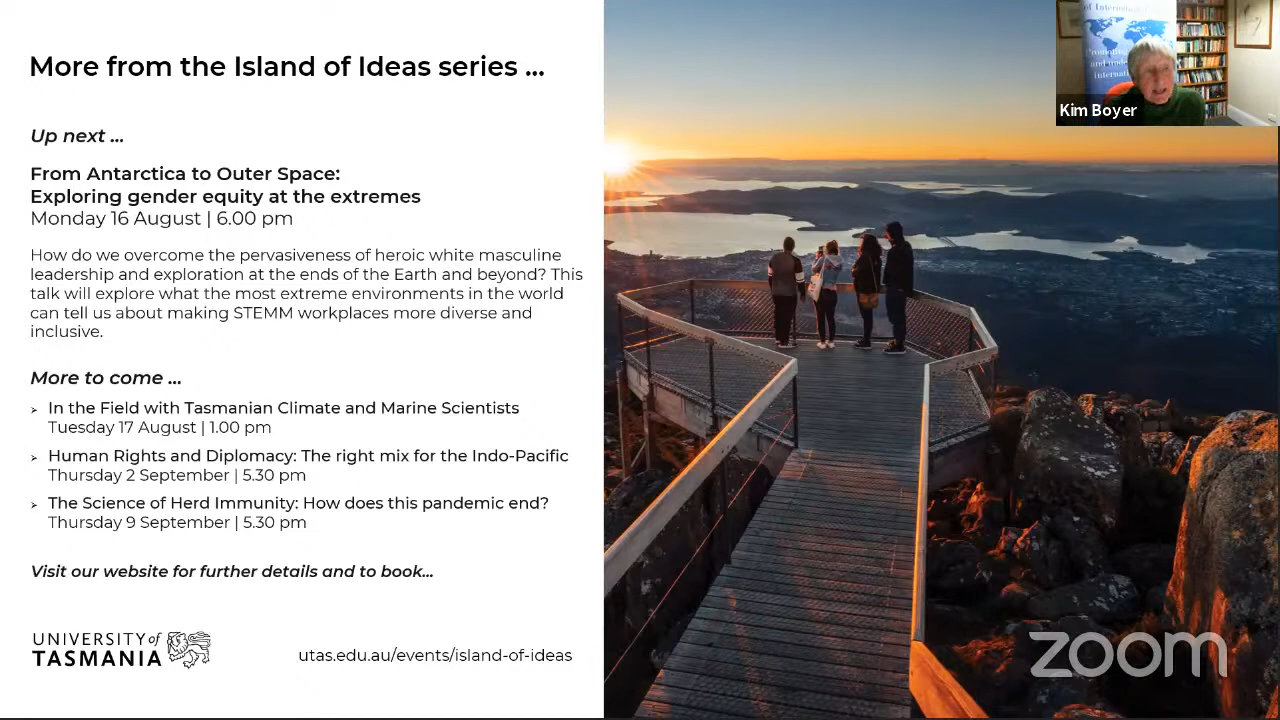 More from the Island of Ideas series ...
Up next ...
From Antarctica to Outer Space:
Exploring gender equity at the extremes
Monday 16 August | 6.00 pm
How do we overcome the pervasiveness of heroic white masculine
leadership and exploration at the ends of the Earth and beyond? This
talk will explore what the most extreme environments in the world
can tell us about making STEMM workplaces more diverse and
inclusive.
More to come ...
➢ In the Field with Tasmanian Climate and Marine Scientists
Tuesday 17 August | 1.00 pm
➢ Human Rights and Diplomacy: The right mix for the Indo-Pacific
Thursday 2 September | 5.30 pm
➢ The Science of Herd Immunity: How does this pandemic end?
Thursday 9 September | 5.30 pm
Visit our website for further details and to book...
UNIVERSITY of
TASMANIA
utas.edu.au/events/island-of-ideas
of Internat
and
internati
Kim Boyer
zoom